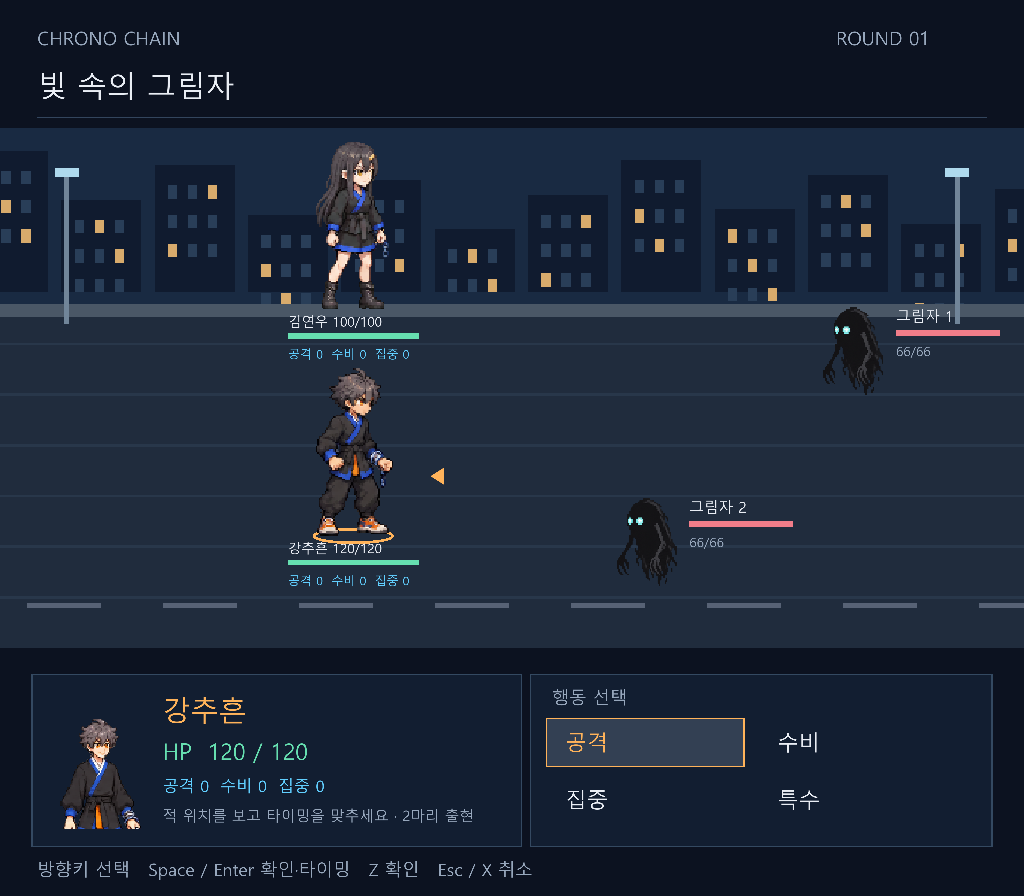 CHRONO CHAIN
ROUND 01
빛 속의 그림자
김연우 100/100
공격 0 수비 0 집중 0
그림자 1
66/66
그림자 2
66/66
강추흔 120/120
공격 0 수비 0 집중 0
강추흔
HP 120 / 120
공격 0 수비 0 집중 0
적 위치를 보고 타이밍을 맞추세요 · 2마리 출현
행동 선택
공격
수비
집중
특수
방향키 선택 Space / Enter 확인·타이밍 Z 확인 Esc / X 취소